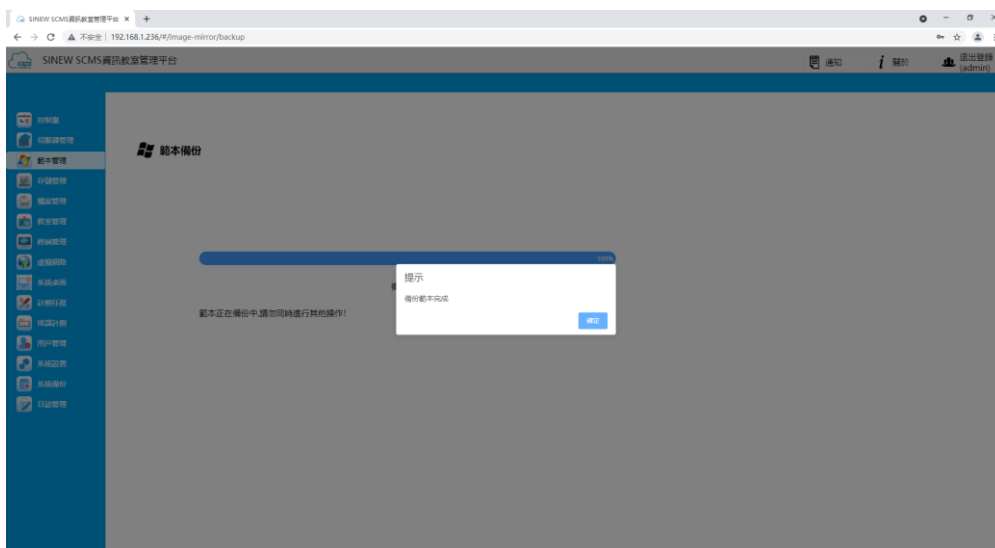 SINEW SCMS資訊教室管理平台
不安全 | 192.168.1.236/#/image-mirror/backup
SINEW SCMS資訊教室管理平台
通知
關於
退出登錄
(admin)
控制臺
伺服器管理
範本管理
存儲管理
檔案管理
教室管理
終端管理
虛擬網路
系統桌面
計劃任務
排課計劃
用戶管理
系統設置
系統備份
日誌管理
範本備份
100%
範本正在備份中,請勿同時進行其他操作!
提示
備份範本完成
確定